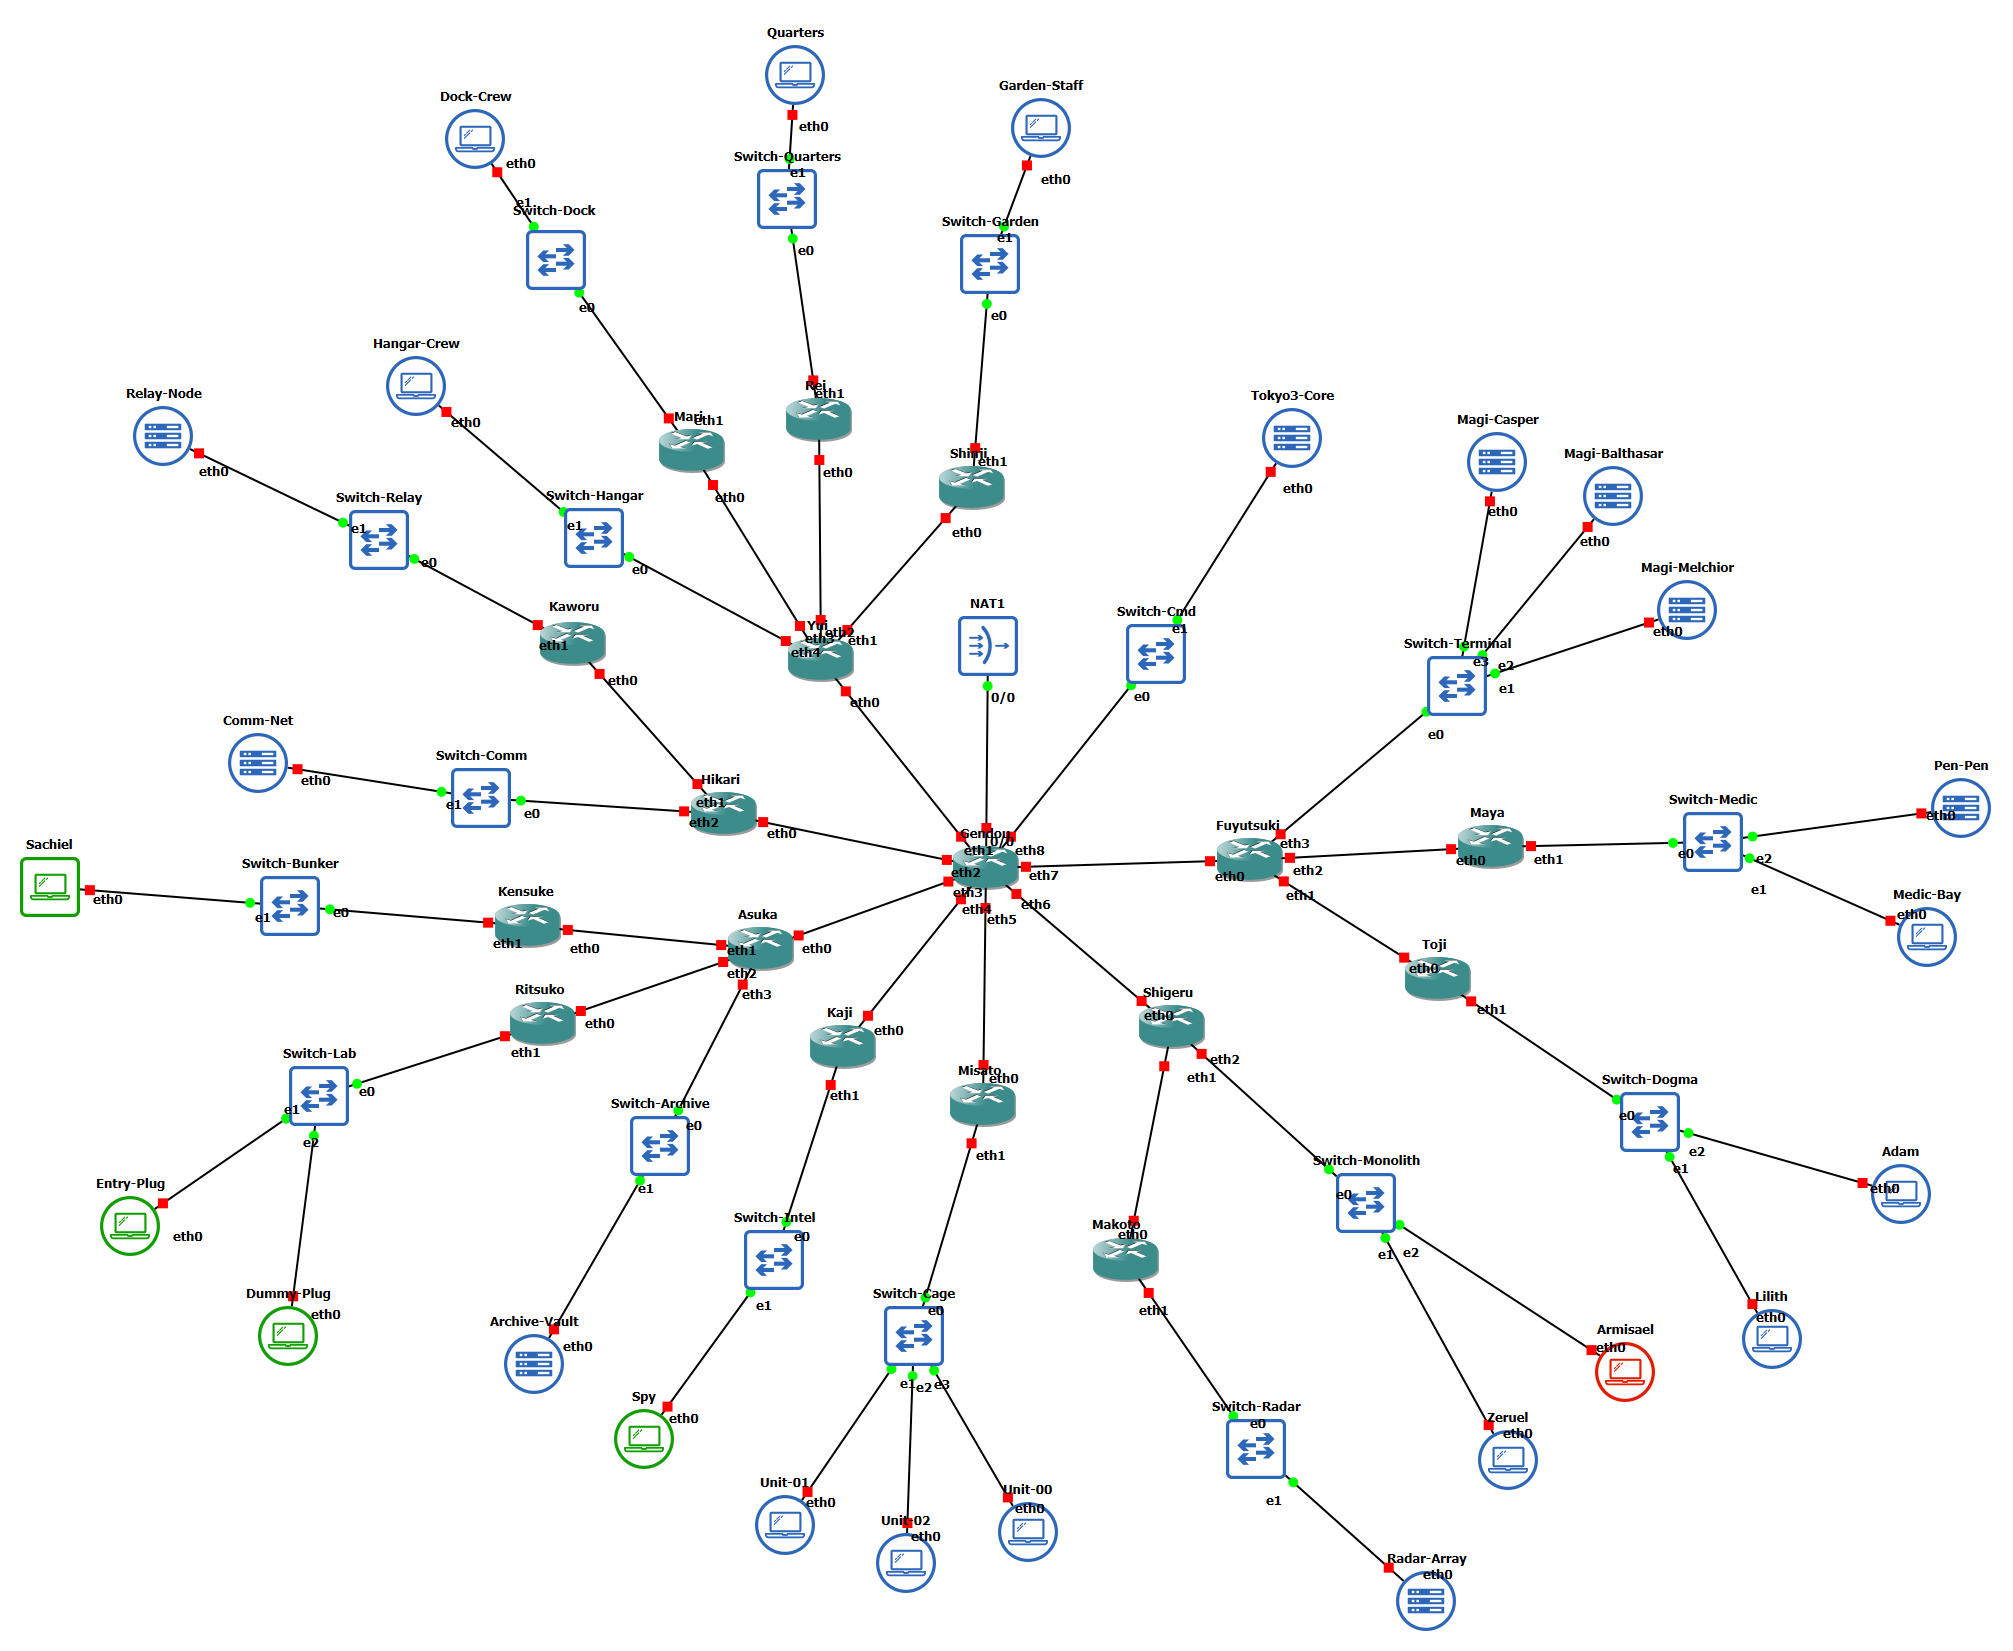 Quarters
eth0
Switch-Quarters
e1
e0
Garden-Staff
eth0
Switch-Garden
e1
e0
Dock-Crew
eth0
e1
Switch-Dock
e0
Hangar-Crew
eth0
Switch-Hangar
e1
e0
Relay-Node
eth0
Switch-Relay
e1
e0
Mari
eth1
eth0
Rei
eth1
eth0
Shinji
eth1
eth0
Tokyo3-Core
eth0
Switch-Cmd
e1
e0
Magi-Casper
eth0
Magi-Balthasar
eth0
Magi-Melchior
eth0
Switch-Terminal
e3
e2
e1
e0
Kaworu
eth1
eth0
Yui
eth3
eth2
eth1
eth4
eth0
NAT1
0/0
Comm-Net
eth0
Switch-Comm
e1
e0
Hikari
eth1
eth2
eth0
Gendou
0/0
eth1
eth8
eth2
eth7
eth3
eth4
eth5
eth6
Fuyutsuki
eth3
eth0
eth2
eth1
Maya
eth0
eth1
Switch-Medic
e0
e2
e1
Pen-Pen
eth0
Medic-Bay
eth0
Sachiel
eth0
Switch-Bunker
e1
e0
Kensuke
eth1
eth0
Asuka
eth0
eth1
eth2
eth3
Ritsuko
eth0
eth1
Switch-Lab
e0
e1
e2
Entry-Plug
eth0
Dummy-Plug
eth0
Switch-Archive
e0
e1
Archive-Vault
eth0
Kaji
eth0
eth1
Switch-Intel
e0
e1
Spy
eth0
Misato
eth0
eth1
Switch-Cage
e0
e1
e2
e3
Unit-01
eth0
Unit-02
eth0
Unit-00
eth0
Shigeru
eth0
eth2
eth1
Makoto
eth0
eth1
Switch-Radar
e0
e1
Radar-Array
eth0
Switch-Monolith
e0
e1
e2
Armisael
eth0
Zeruel
eth0
Toji
eth0
eth1
Switch-Dogma
e0
e2
e1
Adam
eth0
Lilith
eth0